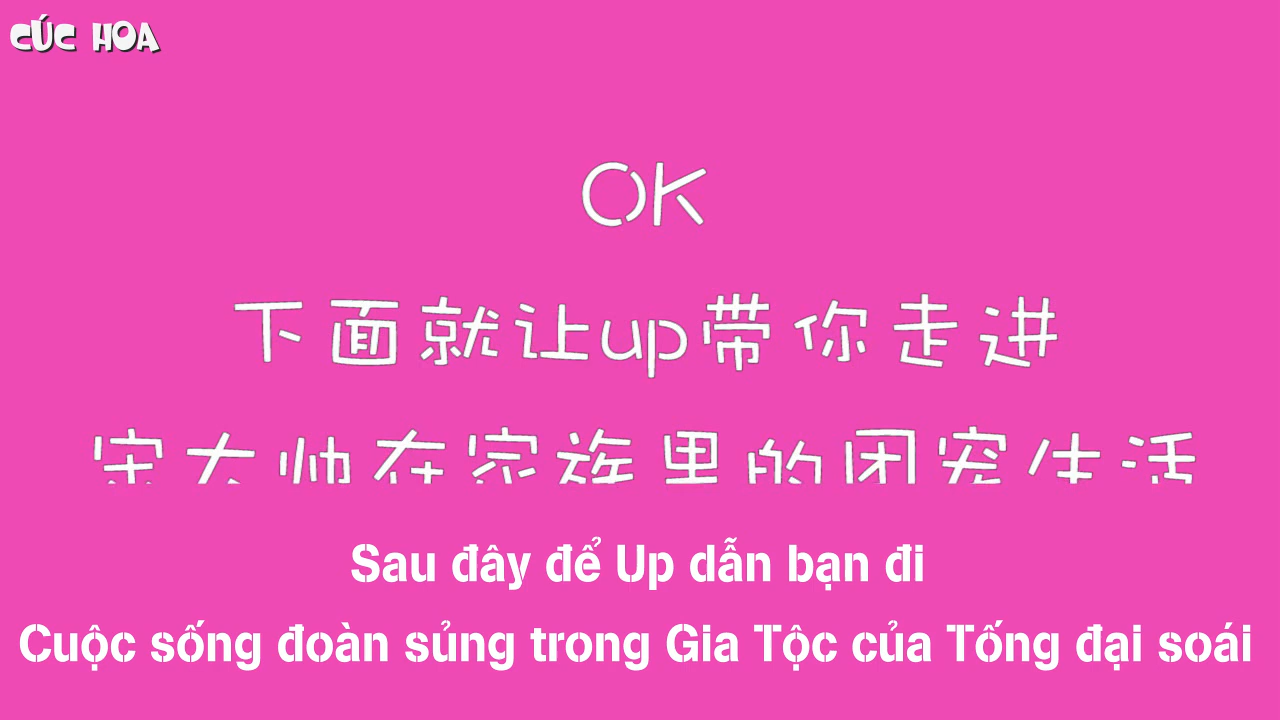 CÚC HOA
OK
下面就让up带你走进
宋大帅在家族里的团宠生活
Sau đây để Up dẫn bạn đi
Cuộc sống đoàn sủng trong Gia Tộc của Tống đại soái